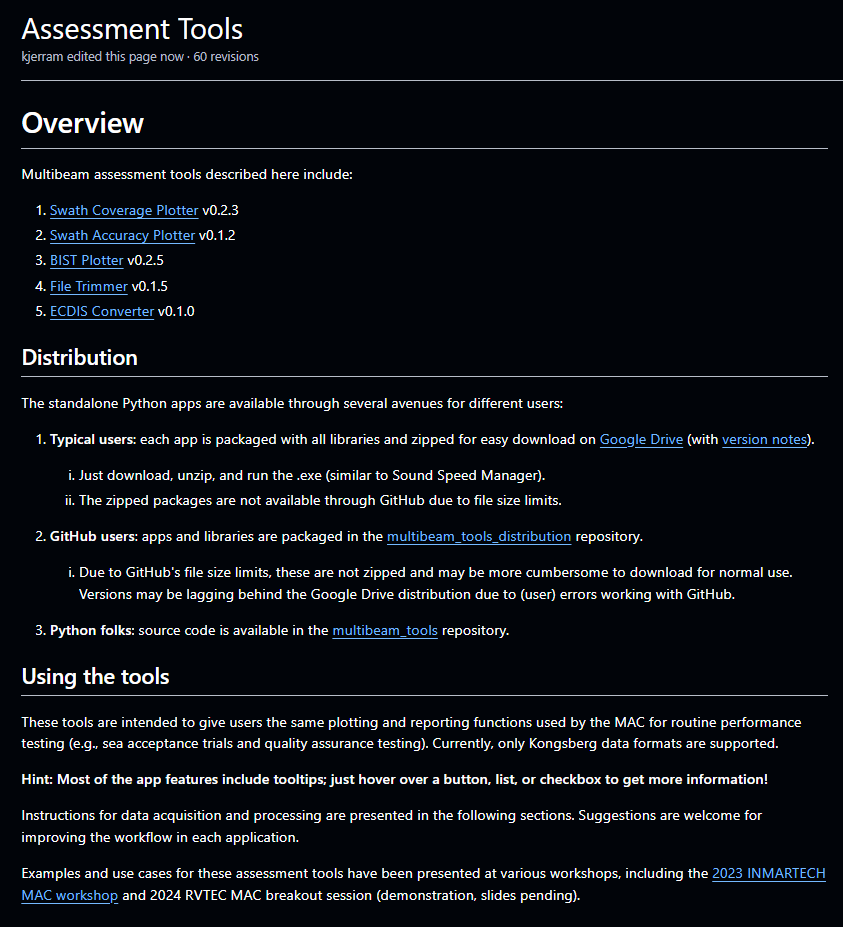 Assessment Tools
kjerram edited this page now · 60 revisions
Overview
Multibeam assessment tools described here include:
1. Swath Coverage Plotter v0.2.3
2. Swath Accuracy Plotter v0.1.2
3. BIST Plotter v0.2.5
4. File Trimmer v0.1.5
5. ECDIS Converter v0.1.0
Distribution
The standalone Python apps are available through several avenues for different users:
1. Typical users: each app is packaged with all libraries and zipped for easy download on Google Drive (with version notes).
i. Just download, unzip, and run the .exe (similar to Sound Speed Manager).
ii. The zipped packages are not available through GitHub due to file size limits.
2. GitHub users: apps and libraries are packaged in the multibeam_tools_distribution repository.
i. Due to GitHub's file size limits, these are not zipped and may be more cumbersome to download for normal use.
Versions may be lagging behind the Google Drive distribution due to (user) errors working with GitHub.
3. Python folks: source code is available in the multibeam_tools repository.
Using the tools
These tools are intended to give users the same plotting and reporting functions used by the MAC for routine performance
testing (e.g., sea acceptance trials and quality assurance testing). Currently, only Kongsberg data formats are supported.
Hint: Most of the app features include tooltips; just hover over a button, list, or checkbox to get more information!
Instructions for data acquisition and processing are presented in the following sections. Suggestions are welcome for
improving the workflow in each application.
Examples and use cases for these assessment tools have been presented at various workshops, including the 2023 INMARTECH
MAC workshop and 2024 RVTEC MAC breakout session (demonstration, slides pending).